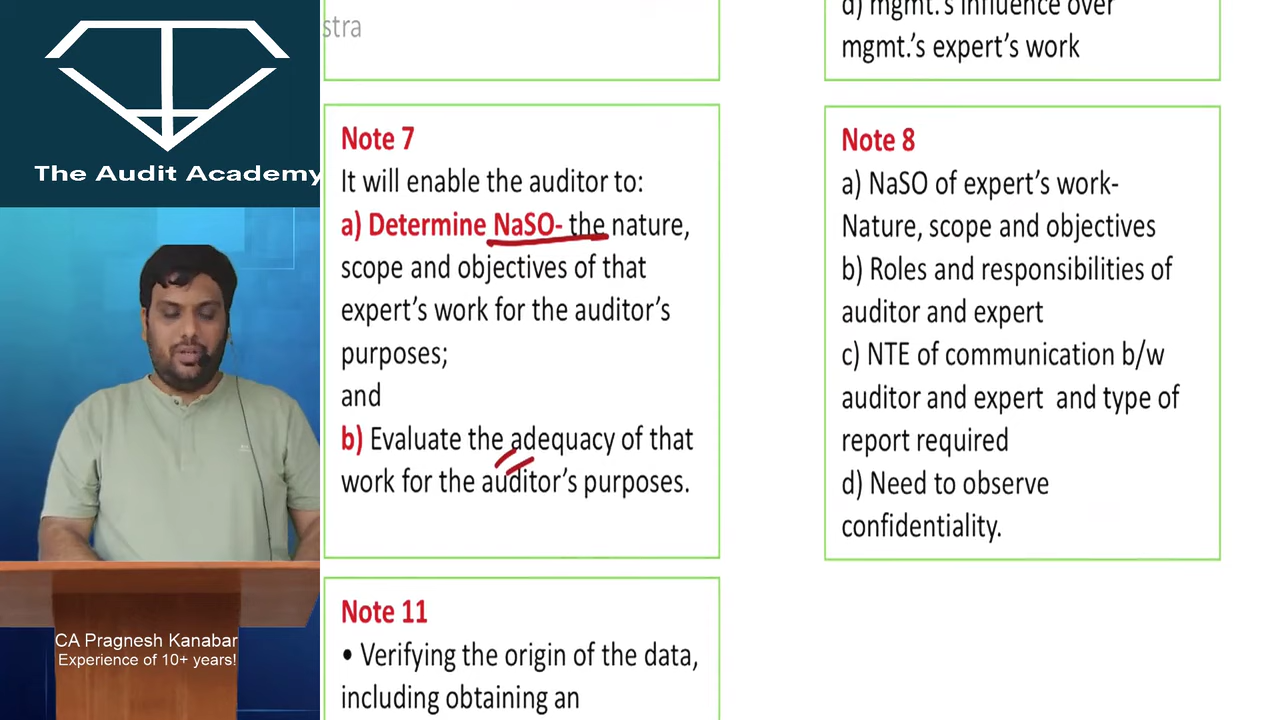 The Audit Academy
CA Pragnesh Kanabar
Experience of 10+ years!
stra
Note 7
It will enable the auditor to:
a) Determine NaSO- the nature,
scope and objectives of that
expert’s work for the auditor’s
purposes;
and
b) Evaluate the adequacy of that
work for the auditor’s purposes.
Note 11
• Verifying the origin of the data,
including obtaining an
d) mgmt.’s influence over
mgmt.’s expert’s work
Note 8
a) NaSO of expert’s work-
Nature, scope and objectives
b) Roles and responsibilities of
auditor and expert
c) NTE of communication b/w
auditor and expert and type of
report required
d) Need to observe
confidentiality.